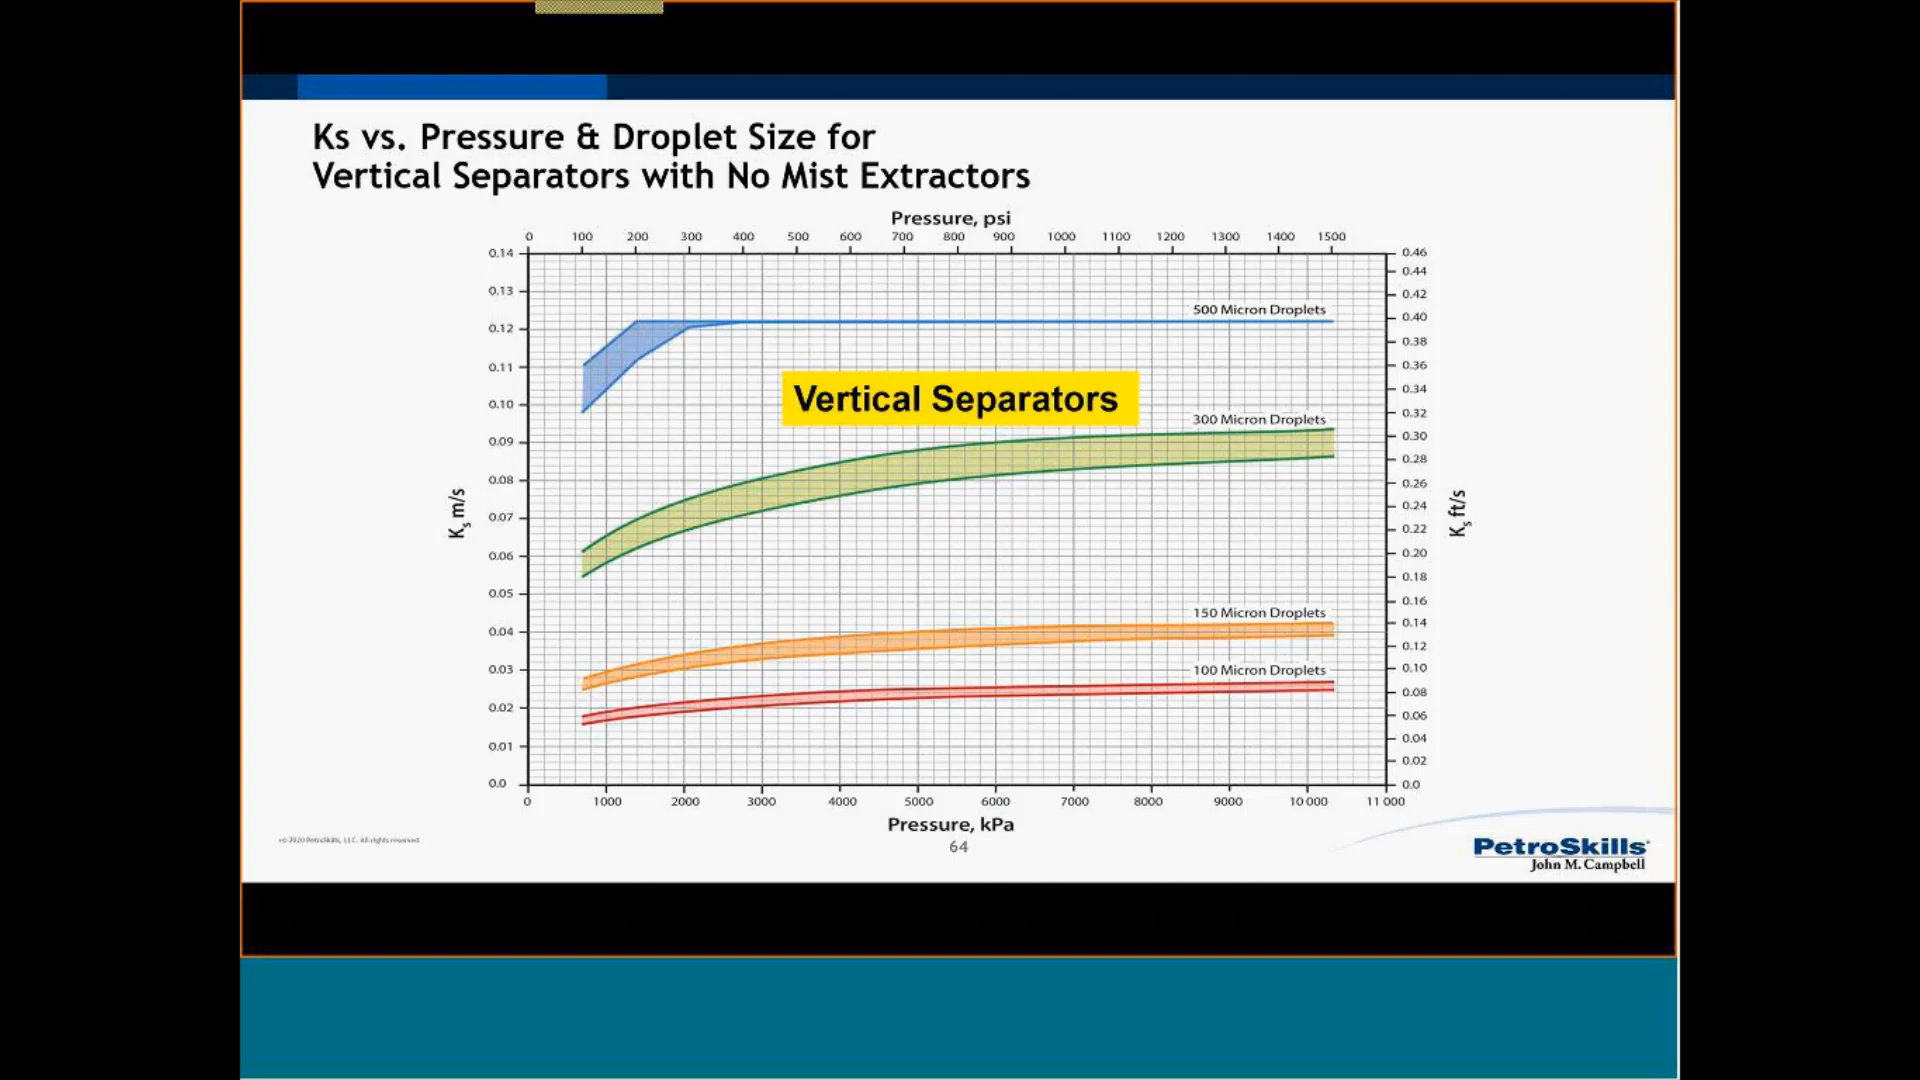 Ks vs. Pressure & Droplet Size for
Vertical Separators with No Mist Extractors
Pressure, psi
0 100 200 300 400 500 600 700 800 900 1000 1100 1200 1300 1400 1500
0.14
0.13
0.12
0.11
0.10
0.09
0.08
0.07
0.06
0.05
0.04
0.03
0.02
0.01
0.0
Ks m/s
500 Micron Droplets
Vertical Separators
300 Micron Droplets
150 Micron Droplets
100 Micron Droplets
0.46
0.44
0.42
0.40
0.38
0.36
0.34
0.32
0.30
0.28
0.26
0.24
0.22
0.20
0.18
0.16
0.14
0.12
0.10
0.08
0.06
0.04
0.02
0.0
Ks ft/s
0 1000 2000 3000 4000 5000 6000 7000 8000 9000 10 000 11 000
Pressure, kPa
64
© 2020 PetroSkills, LLC. All rights reserved.
PetroSkills
John M. Campbell